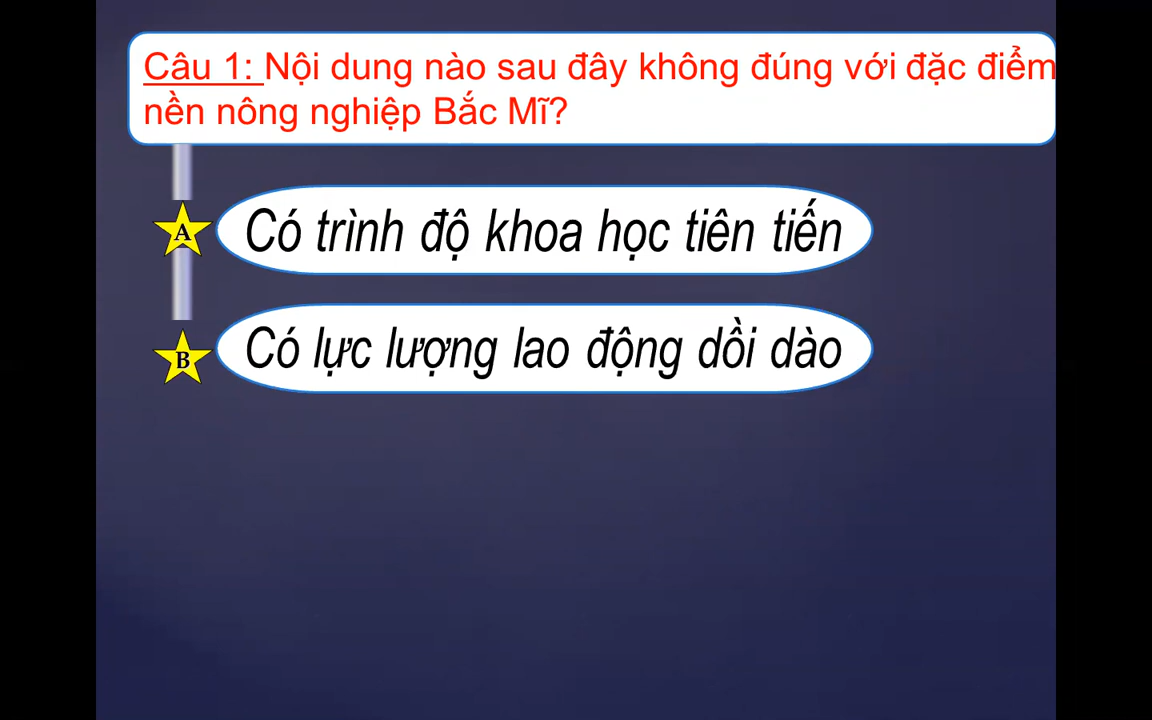 Câu 1: Nội dung nào sau đây không đúng với đặc điểm
nền nông nghiệp Bắc Mĩ?
A Có trình độ khoa học tiên tiến
B Có lực lượng lao động dồi dào